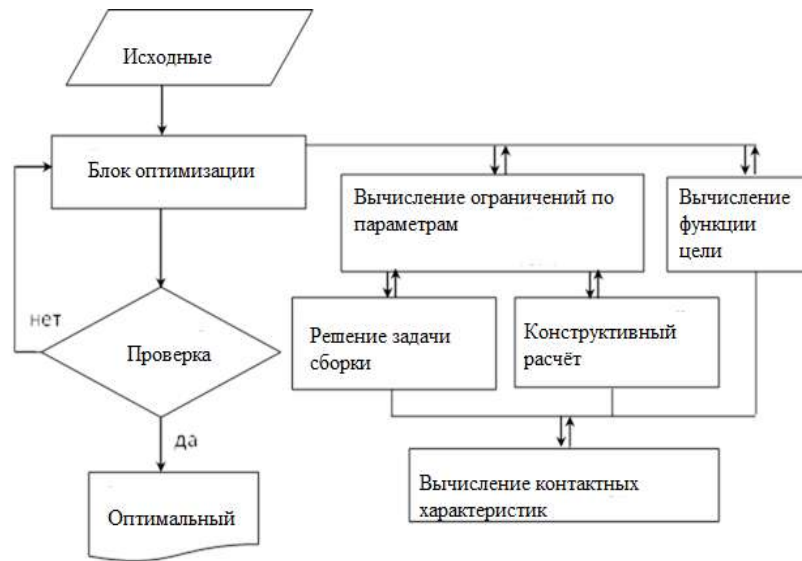 Исходные
Блок оптимизации
Вычисление ограничений по
параметрам
Вычисление
функции
цели
нет
Проверка
Решение задачи
сборки
Конструктивный
расчёт
да
Оптимальный
Вычисление контактных
характеристик